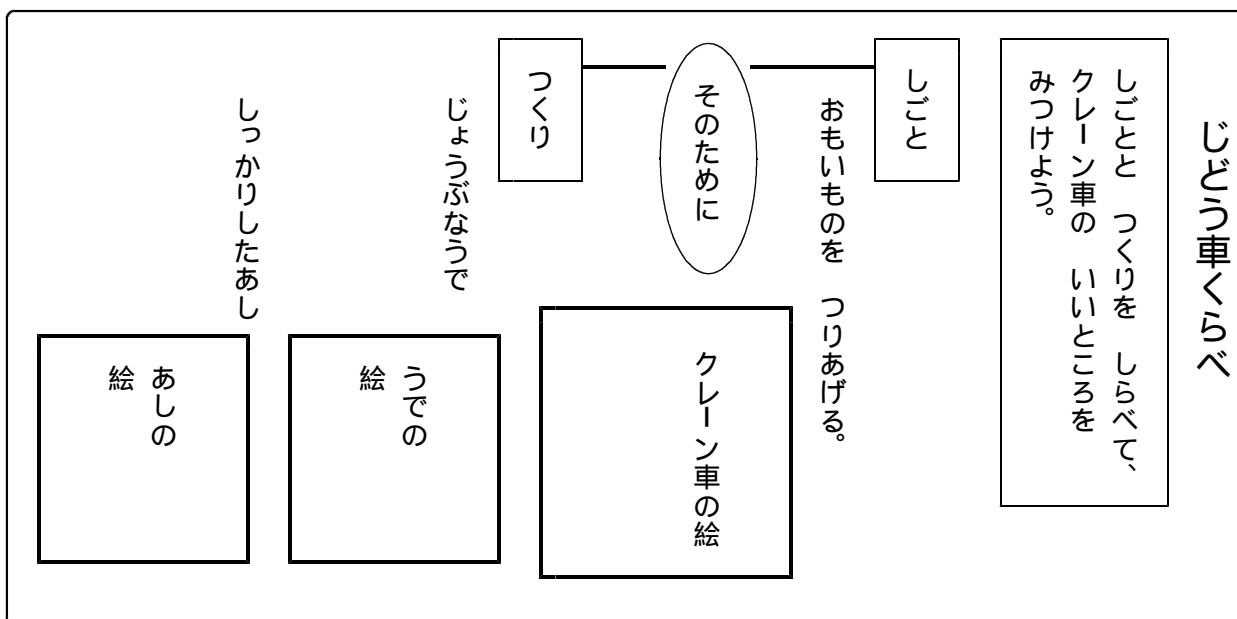 じどう車くらべ
しごとと　つくりを　しらべて、
クレーン車の　いいところを
みつけよう。
しごと
おもいものを　つりあげる。
クレーン車の絵
そのために
つくり
じょうぶなうで
うでの
絵
しっかりしたあし
あしの
絵